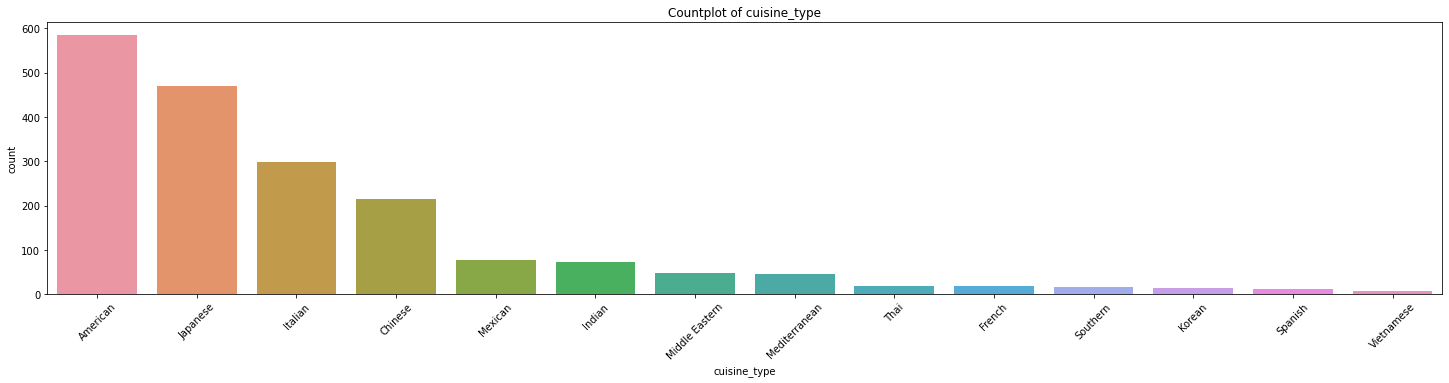 Countplot of cuisine_type
count
600
500
400
300
200
100
0
American
Japanese
Italian
Chinese
Mexican
Indian
Middle Eastern
Mediterranean
Thai
French
Southern
Korean
Spanish
Vietnamese
cuisine_type